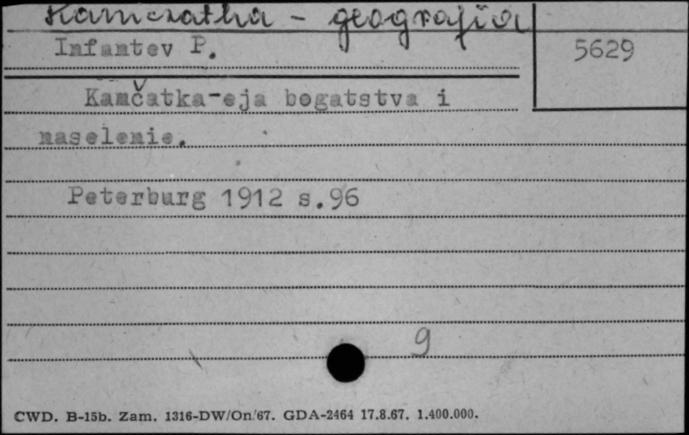 Kamczatka - geografia
Infantev P.
5629
Kamčatka-eja bogatstva i
naselenie.
Peterburg 1912 s.96
9
CWD. B-15b. Zam. 1316-DW/On/67. GDA-2464 17.8.67. 1.400.000.